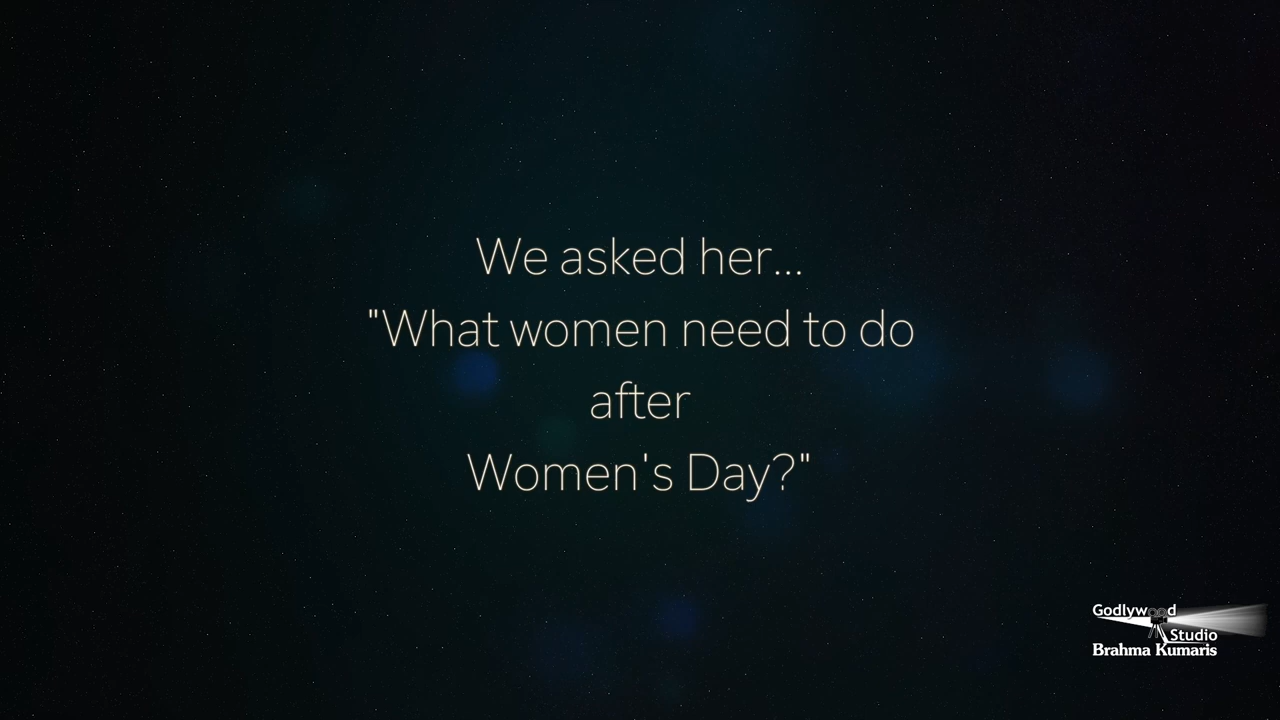 We asked her...
"What women need to do
after
Women's Day?"
Godlywood
Studio
Brahma Kumaris